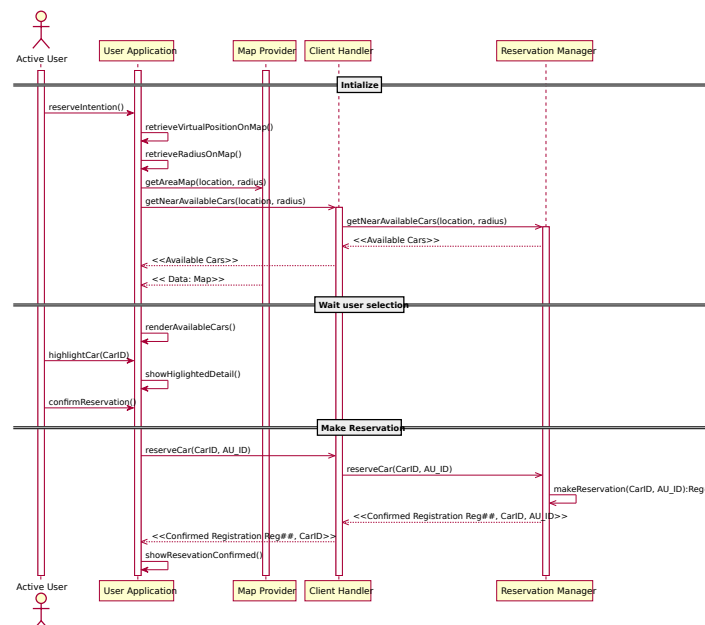 Active User
User Application
Map Provider
Client Handler
Reservation Manager
Intialize
reserveIntention()
retrieveVirtualPositionOnMap()
retrieveRadiusOnMap()
getAreaMap(location, radius)
getNearAvailableCars(location, radius)
getNearAvailableCars(location, radius)
<<Available Cars>>
<<Available Cars>>
<< Data: Map>>
Wait user selection
renderAvailableCars()
highlightCar(CarID)
showHiglightedDetail()
confirmReservation()
Make Reservation
reserveCar(CarID, AU_ID)
reserveCar(CarID, AU_ID)
makeReservation(CarID, AU_ID):Reg
<<Confirmed Registration Reg##, CarID, AU_ID>>
<<Confirmed Registration Reg##, CarID>>
showResevationConfirmed()
Active User
User Application
Map Provider
Client Handler
Reservation Manager